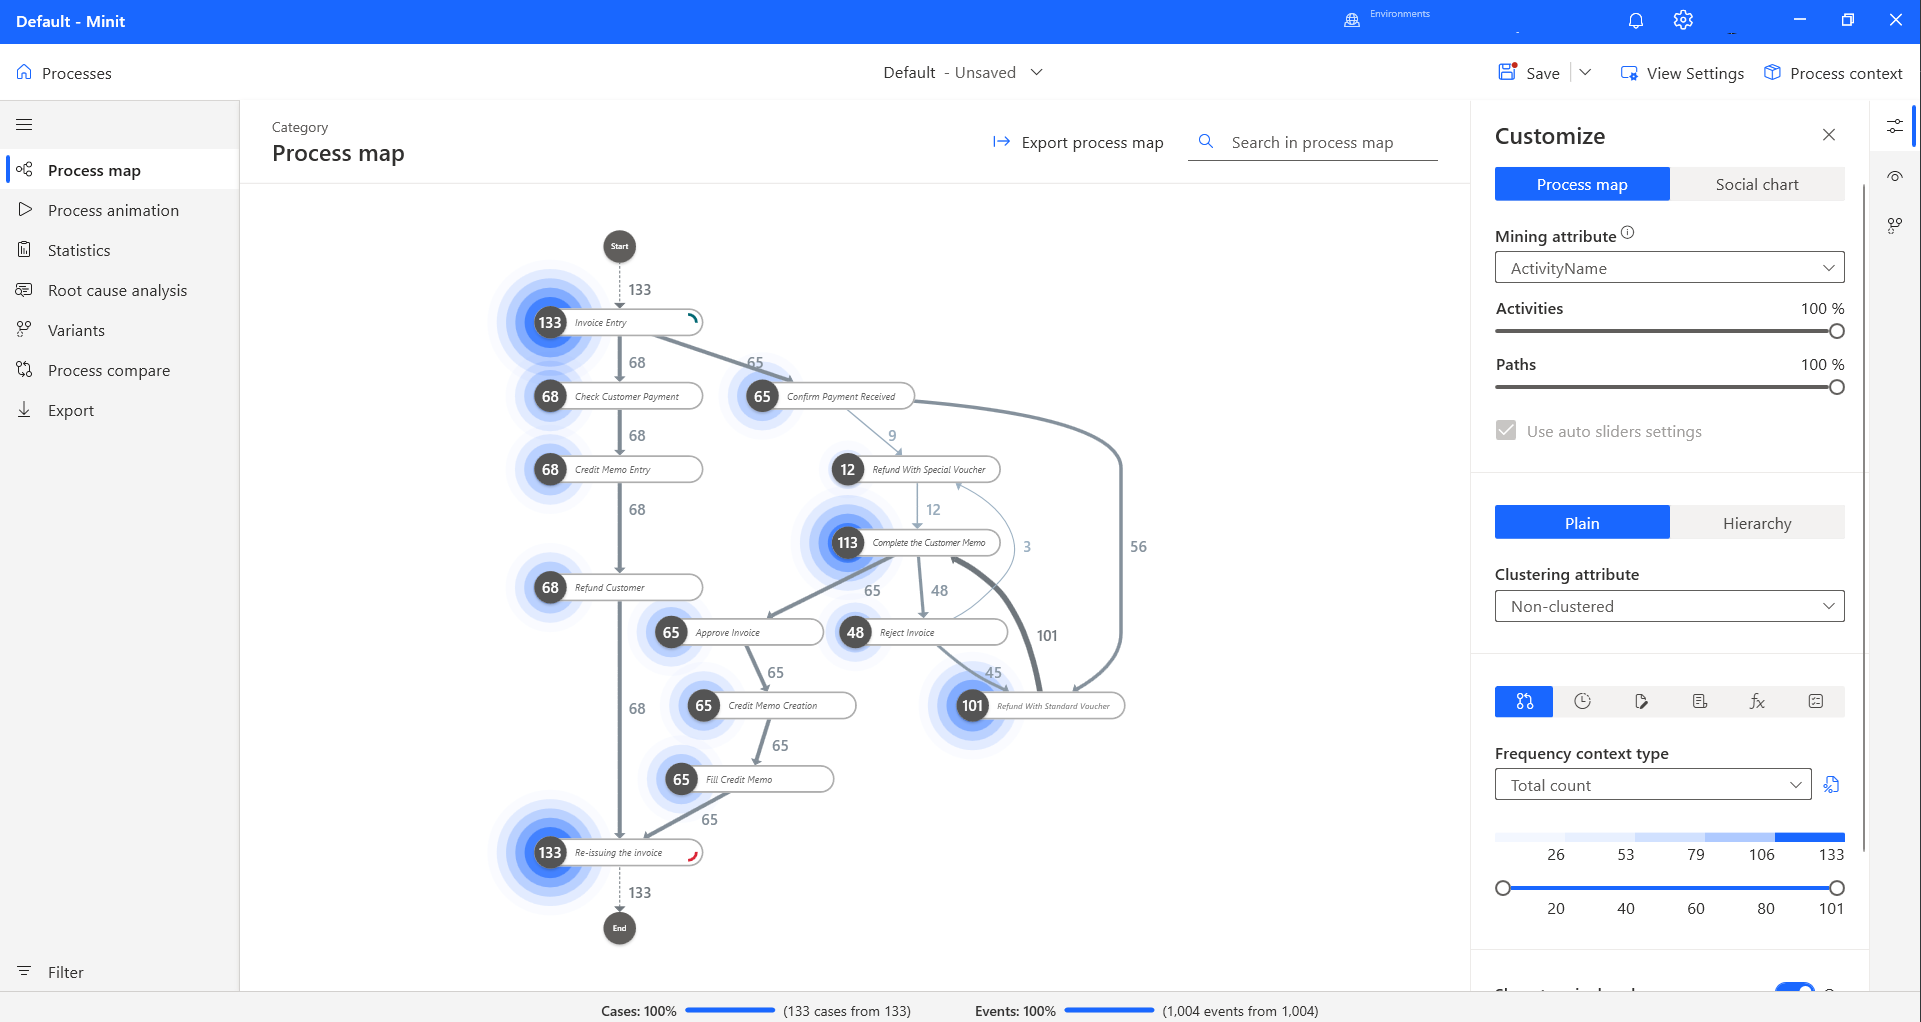 Default - Minit
Environments
Processes
Default - Unsaved
Save
View Settings
Process context
Process map
Process animation
Statistics
Root cause analysis
Variants
Process compare
Export
Filter
Category
Process map
Export process map
Search in process map
Start
133
133 Invoice Entry
68
65
68 Check Customer Payment
65 Confirm Payment Received
68
9
68 Credit Memo Entry
12 Refund With Special Voucher
68
12
113 Complete the Customer Memo
3
56
68 Refund Customer
65
48
65 Approve Invoice
48 Reject Invoice
101
65
45
65 Credit Memo Creation
101 Refund With Standard Voucher
68
65
65 Fill Credit Memo
65
133 Re-issuing the invoice
133
End
Customize
Process map
Social chart
Mining attribute
ActivityName
Activities 100 %
Paths 100 %
Use auto sliders settings
Plain
Hierarchy
Clustering attribute
Non-clustered
fx
Frequency context type
Total count
26 53 79 106 133
20 40 60 80 101
Cases: 100% (133 cases from 133)
Events: 100% (1,004 events from 1,004)